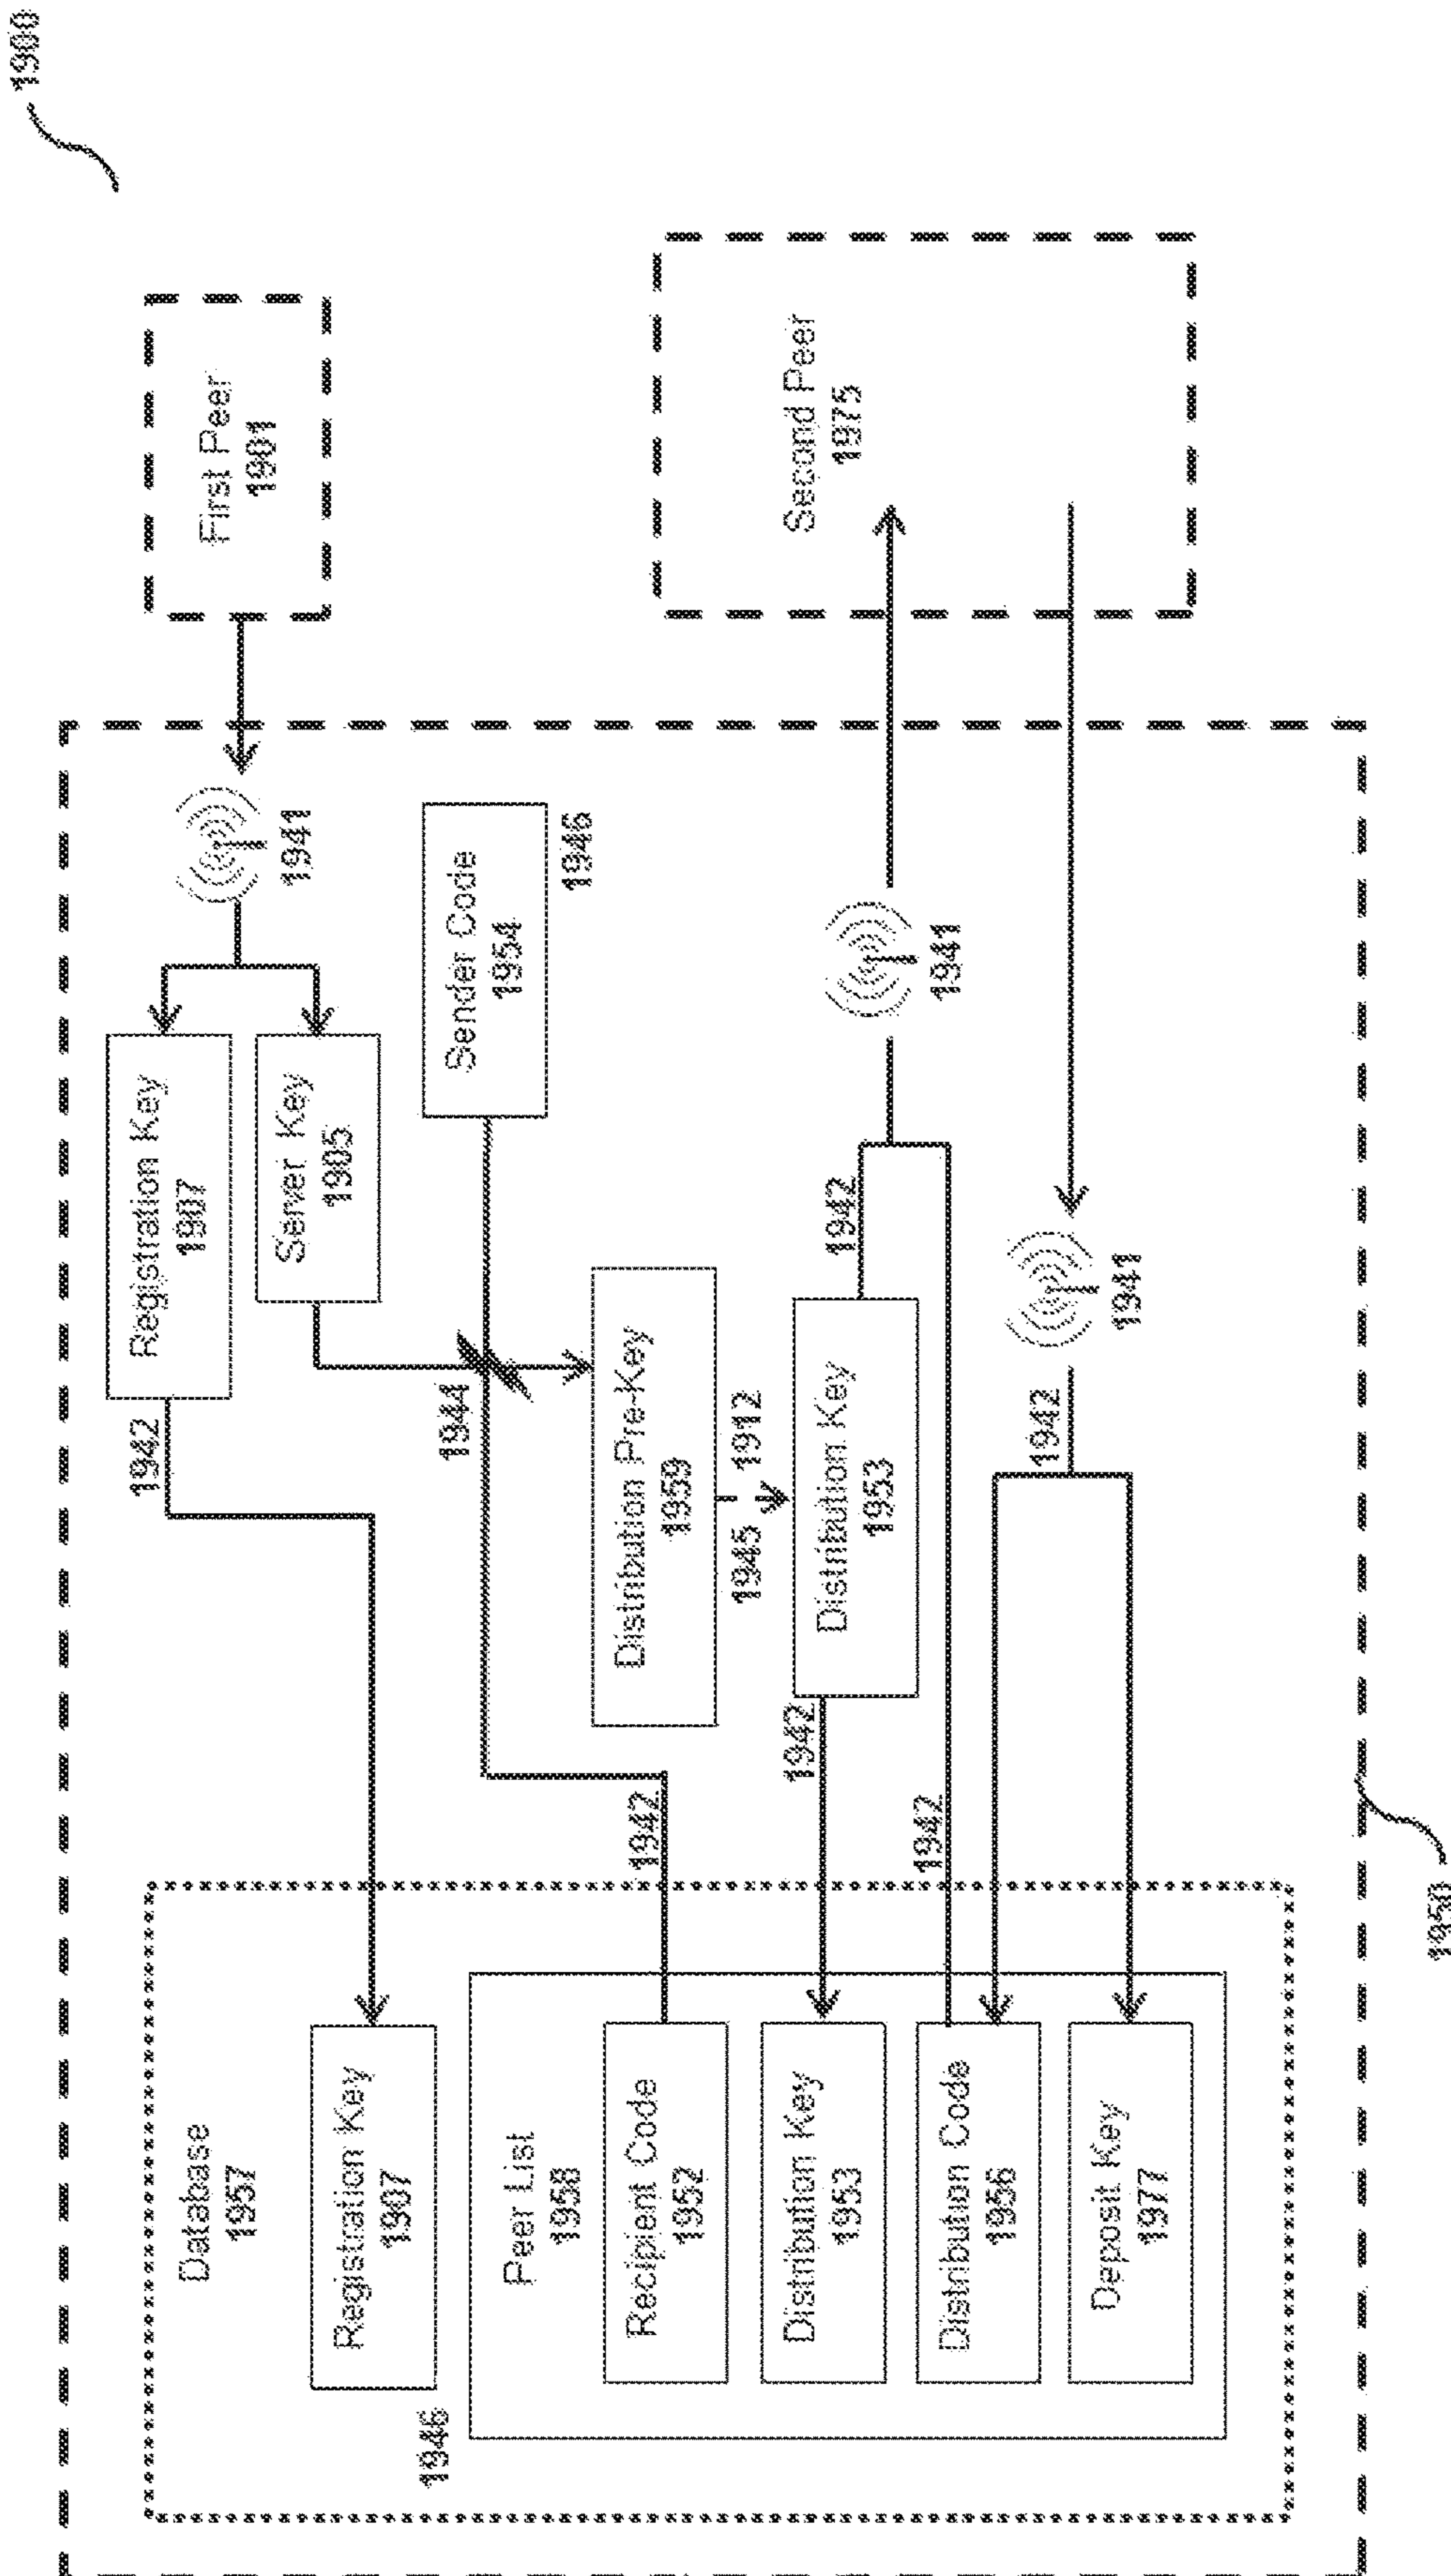 1900
First Peer
1901
Second Peer
1975
1941
Registration Key
1907
Server Key
1905
Sender Code
1954
1946
1942
1944
Distribution Pre-Key
1959
1945
1912
Distribution Key
1953
1942
1942
1941
1941
1942
1942
1942
Database
1957
Registration Key
1907
1946
Peer List
1958
Recipient Code
1952
Distribution Key
1953
Distribution Code
1956
Deposit Key
1977
1950